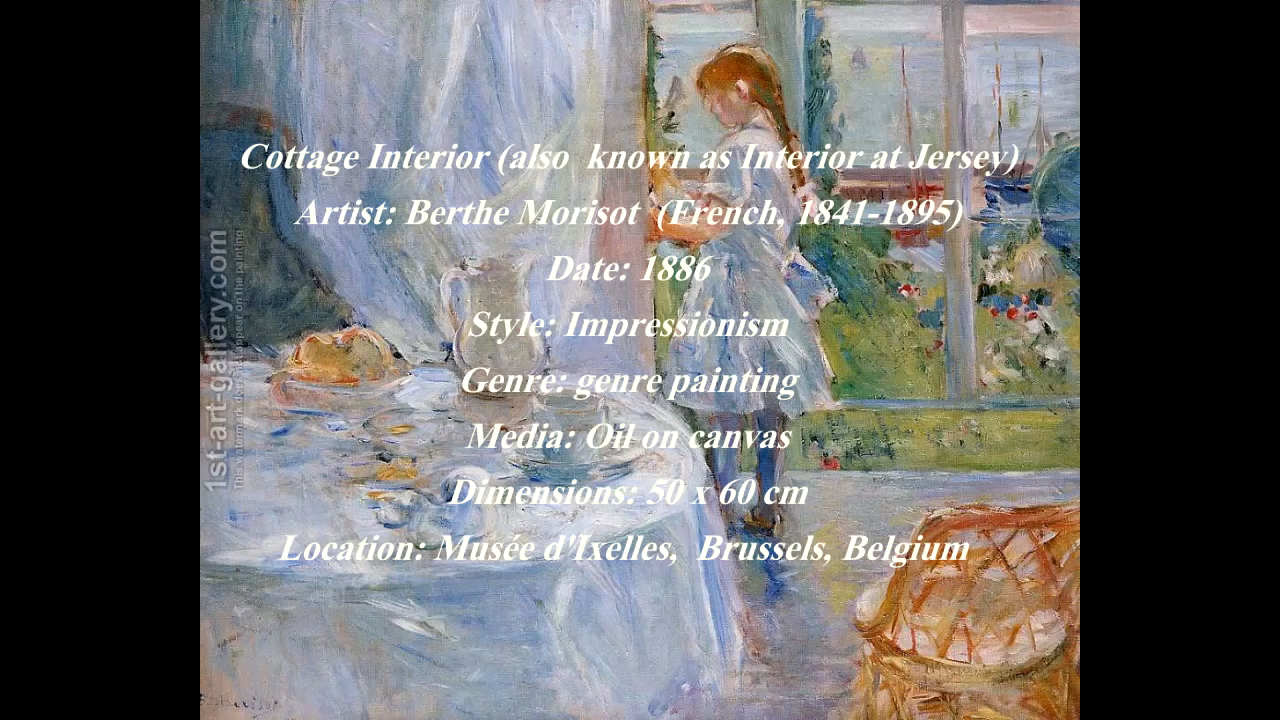 Cottage Interior (also known as Interior at Jersey)
Artist: Berthe Morisot (French, 1841-1895)
Date: 1886
Style: Impressionism
Genre: genre painting
Media: Oil on canvas
Dimensions: 50 x 60 cm
Location: Musée d'Ixelles, Brussels, Belgium
1st-art-gallery.com